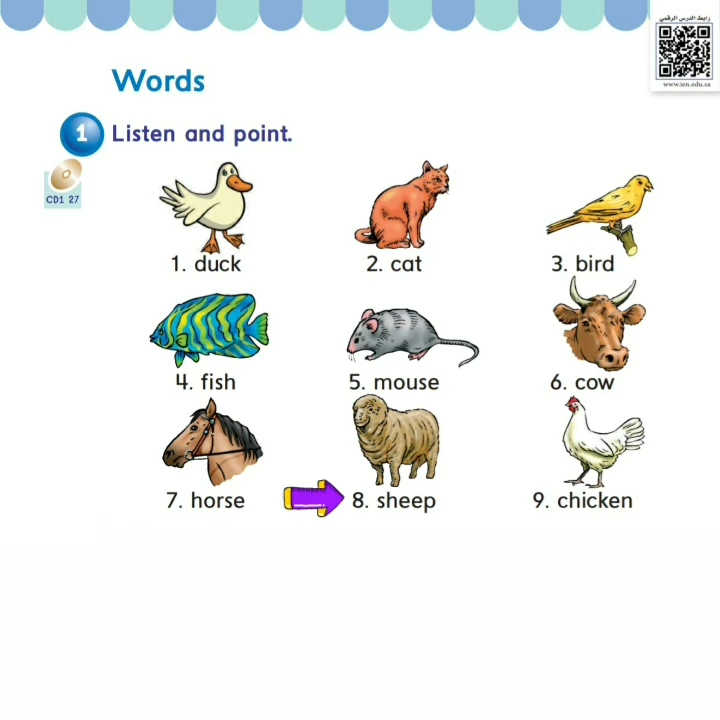 رابط الدرس الرقمي
www.ien.edu.sa
Words
1 Listen and point.
CD1 27
1. duck 2. cat 3. bird
4. fish 5. mouse 6. cow
7. horse 8. sheep 9. chicken